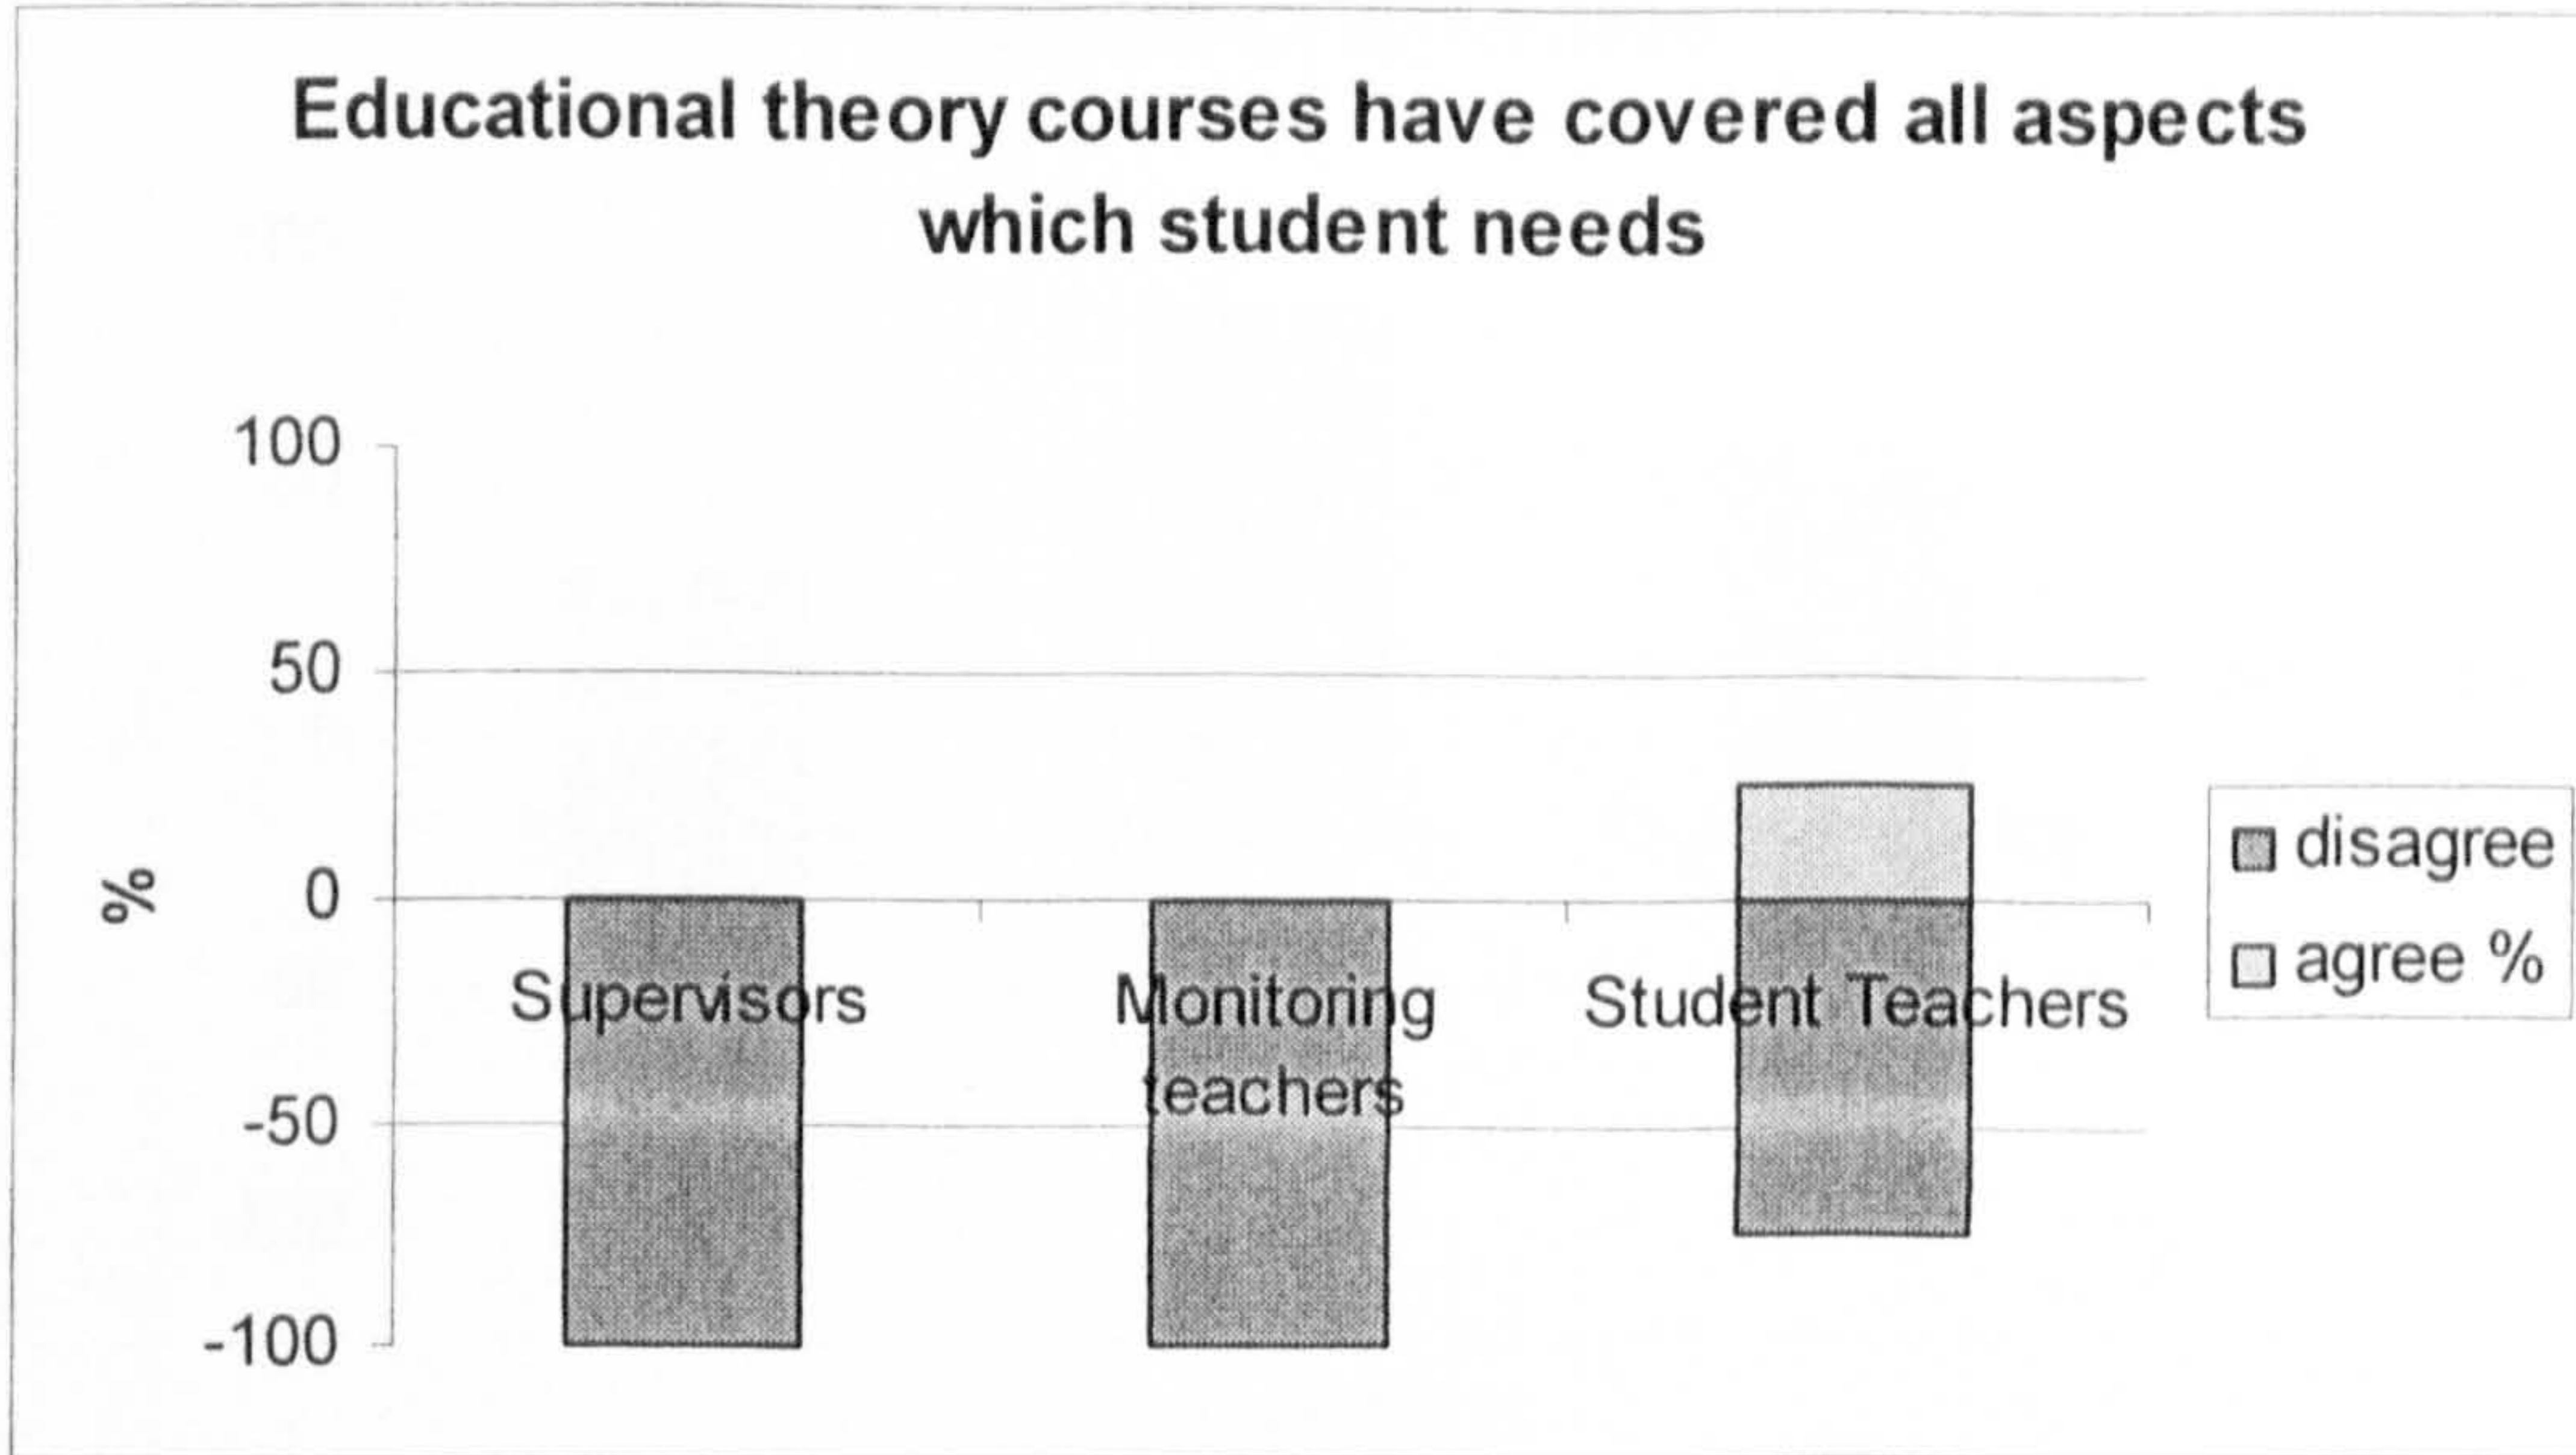 Educational theory courses have covered all aspects
which student needs
100
50
0
-50
-100
%
Supervisors
Monitoring
teachers
Student Teachers
disagree
agree %